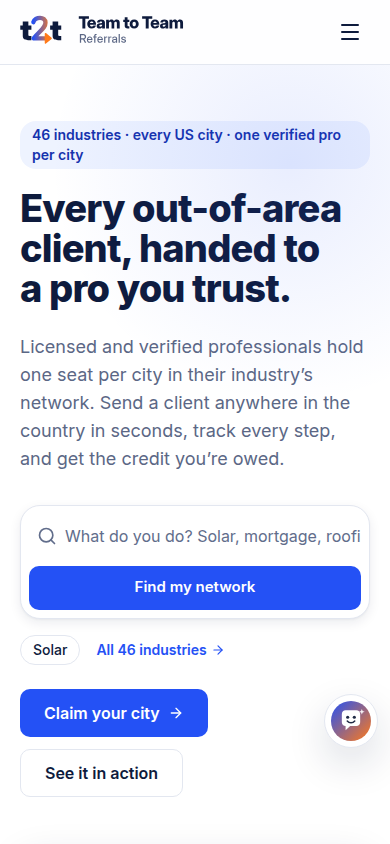 t2t
Team to Team
Referrals
46 industries · every US city · one verified pro
per city
Every out-of-area
client, handed to
a pro you trust.
Licensed and verified professionals hold
one seat per city in their industry’s
network. Send a client anywhere in the
country in seconds, track every step,
and get the credit you’re owed.
What do you do? Solar, mortgage, roofi
Find my network
Solar
All 46 industries →
Claim your city →
See it in action